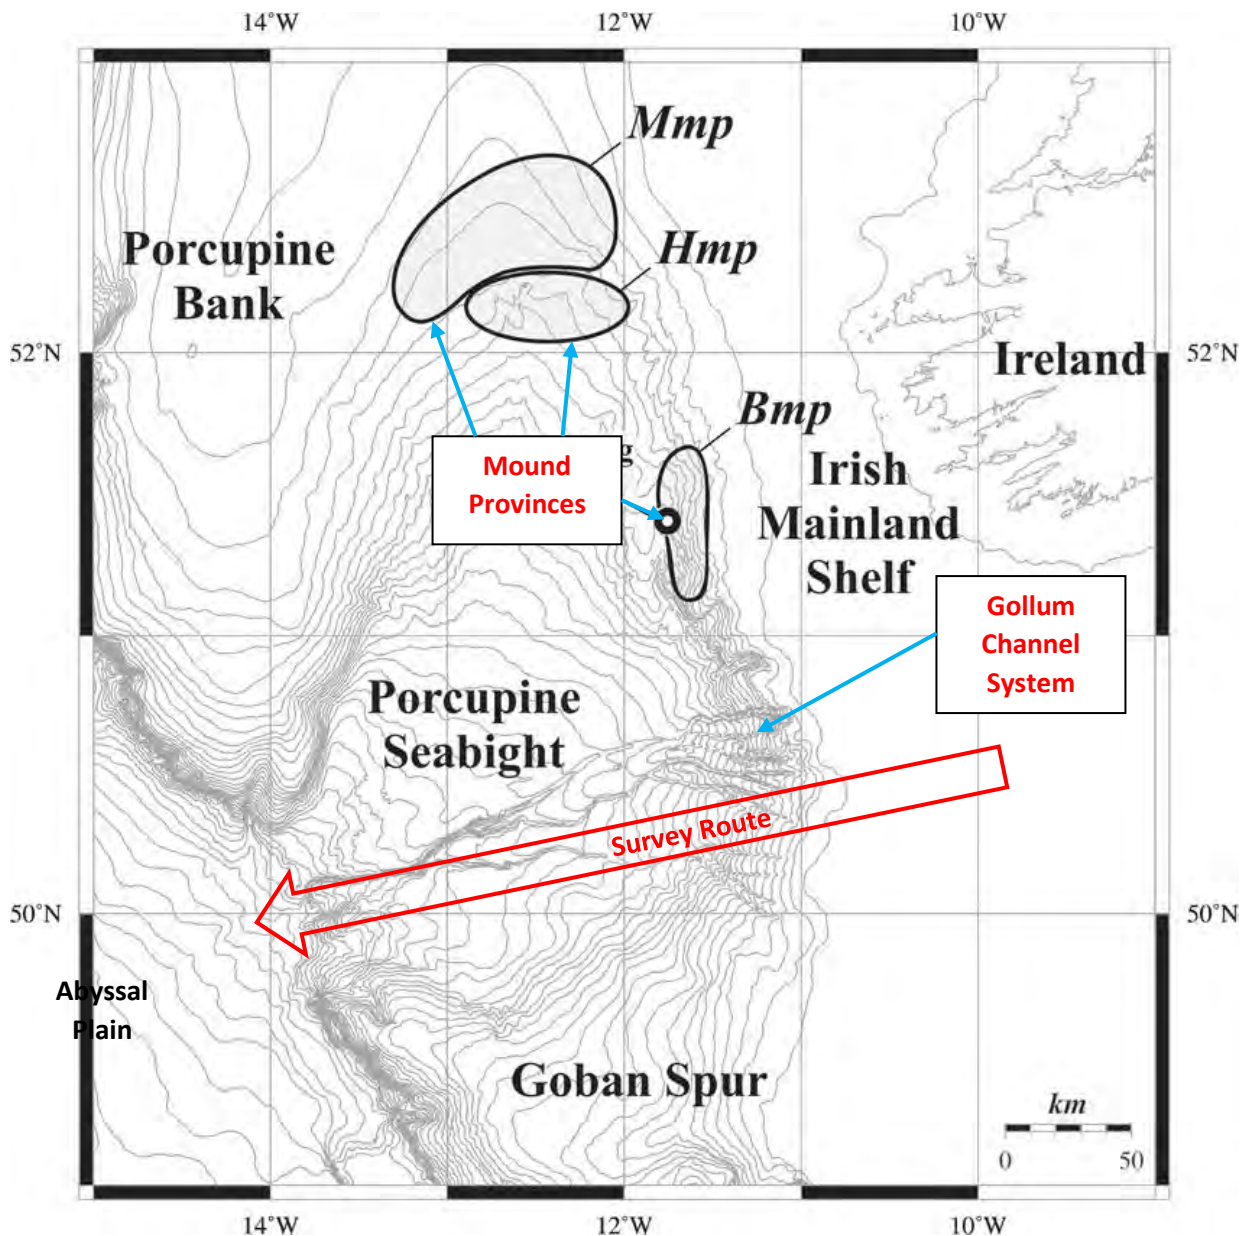 14°W
12°W
10°W
Mmp
Hmp
Porcupine
Bank
52°N
52°N
Ireland
Bmp
g
Mound
Provinces
Irish
Mainland
Shelf
Gollum
Channel
System
Porcupine
Seabight
Survey Route
50°N
50°N
Abyssal
Plain
Goban Spur
km
0
50
14°W
12°W
10°W